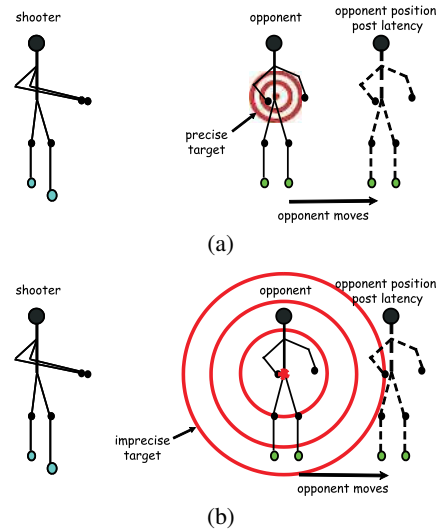 shooter
opponent
opponent position
post latency
precise
target
opponent moves
(a)
shooter
opponent
opponent position
post latency
imprecise
target
opponent moves
(b)